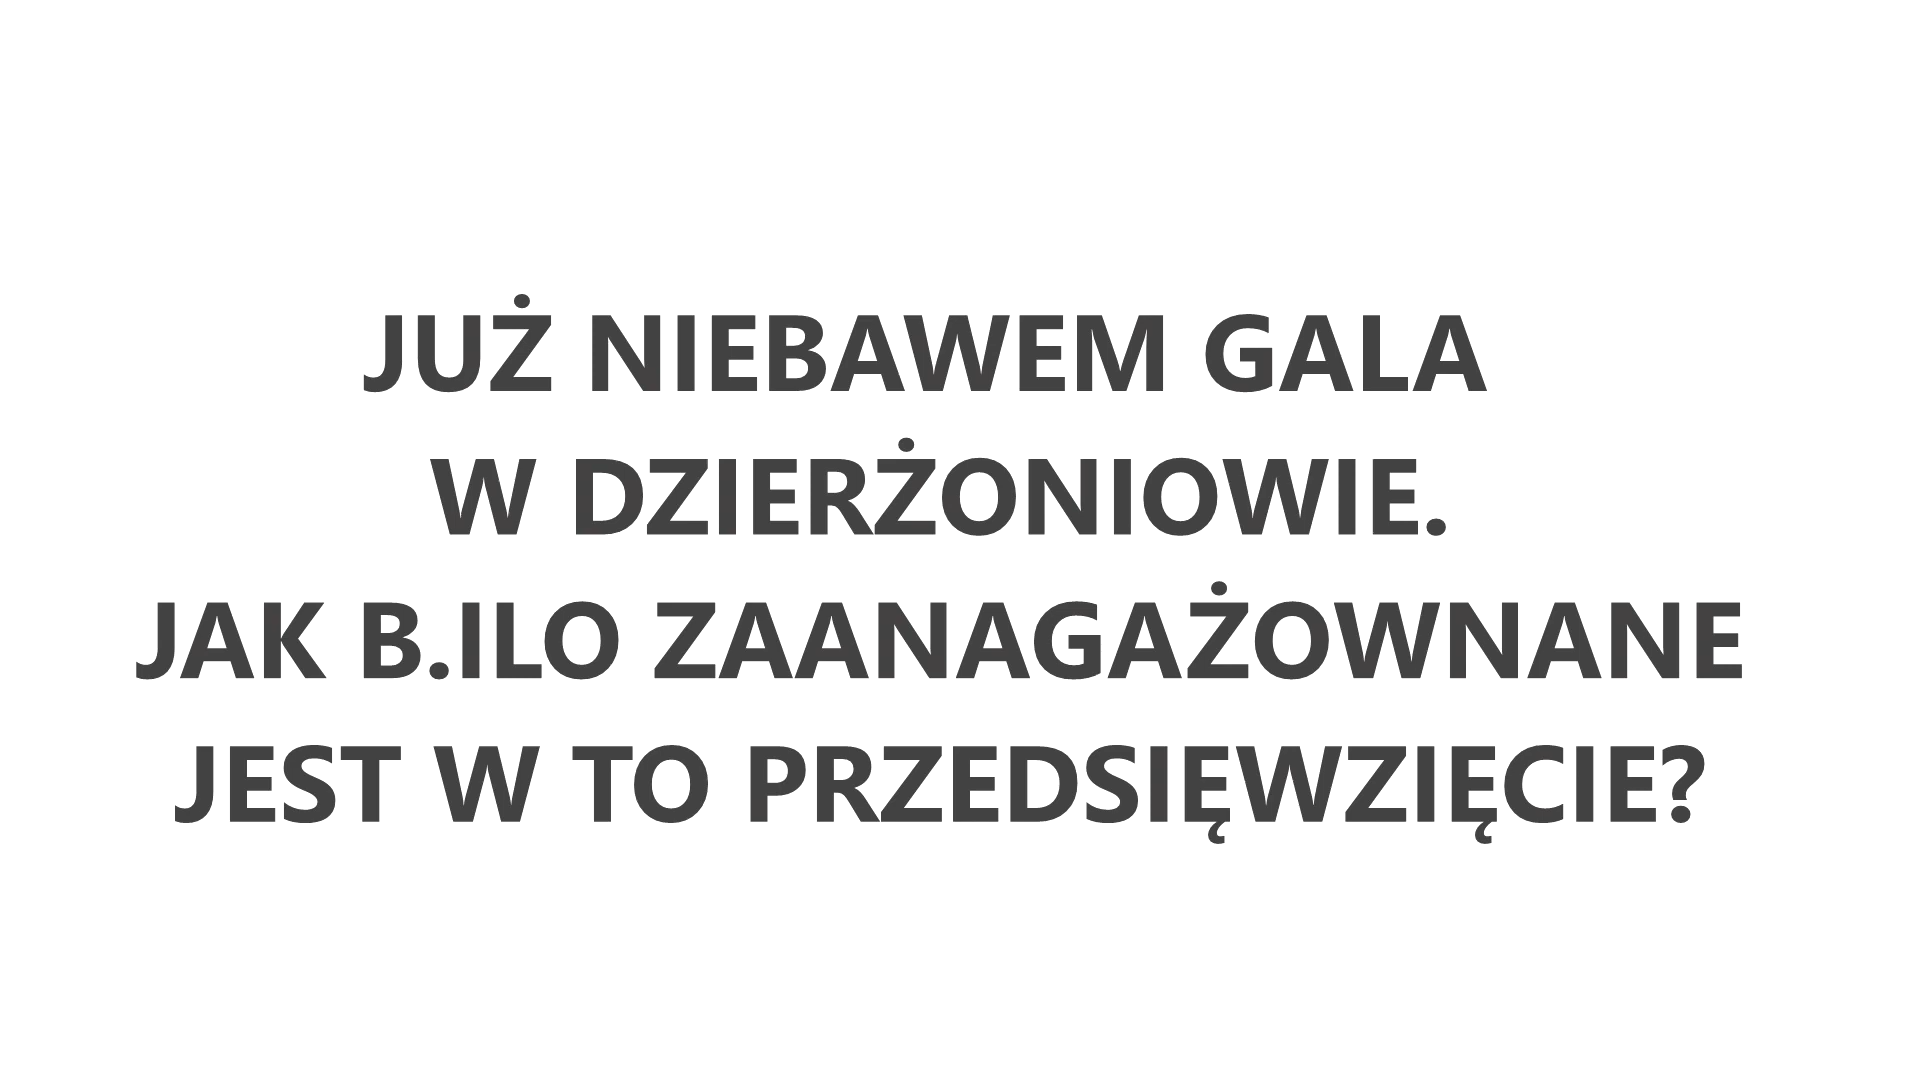 JUŻ NIEBAWEM GALA
W DZIERŻONIOWIE.
JAK B.ILO ZAANAGAŻOWNANE
JEST W TO PRZEDSIĘWZIĘCIE?